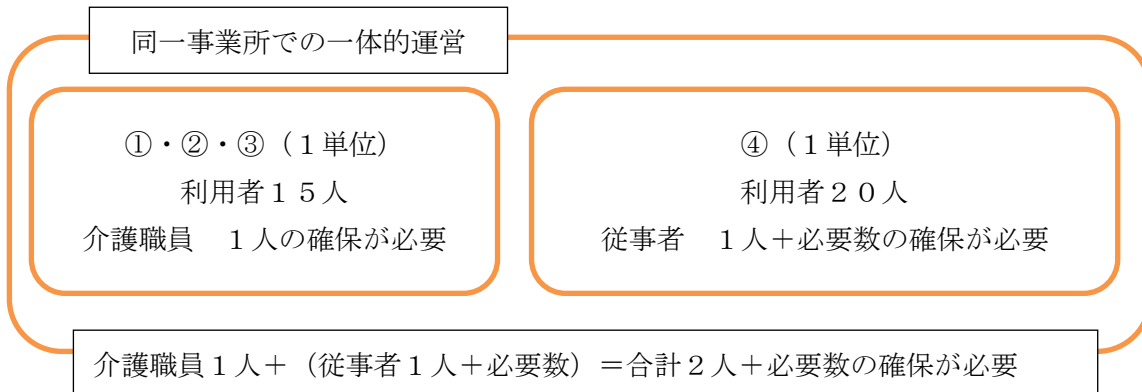 同一事業所での一体的運営
①・②・③（１単位）
利用者１５人
介護職員　１人の確保が必要
④（１単位）
利用者２０人
従事者　１人＋必要数の確保が必要
介護職員１人＋（従事者１人＋必要数）＝合計２人＋必要数の確保が必要